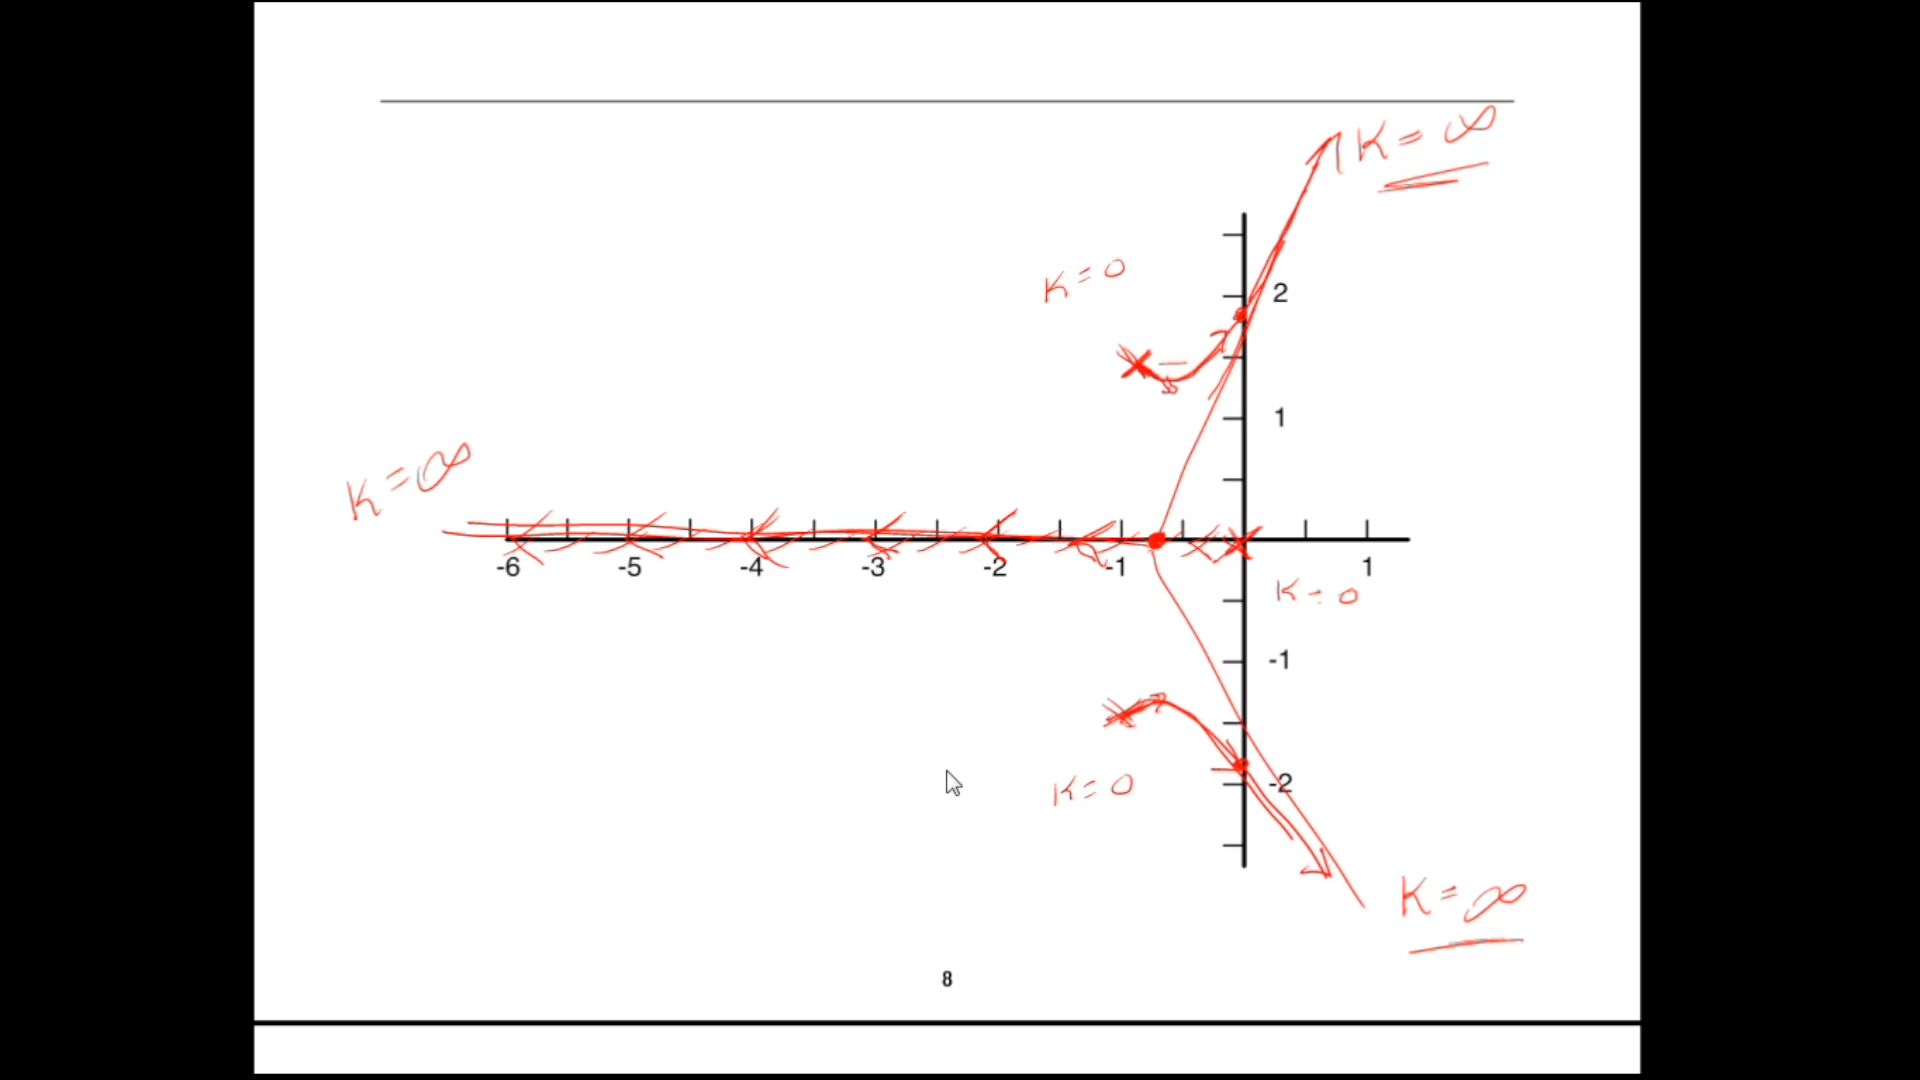 K = ∞
K = 0
2
1
K = ∞
-6 -5 -4 -3 -2 -1 1
K = 0
-1
K = 0
-2
K = ∞
8